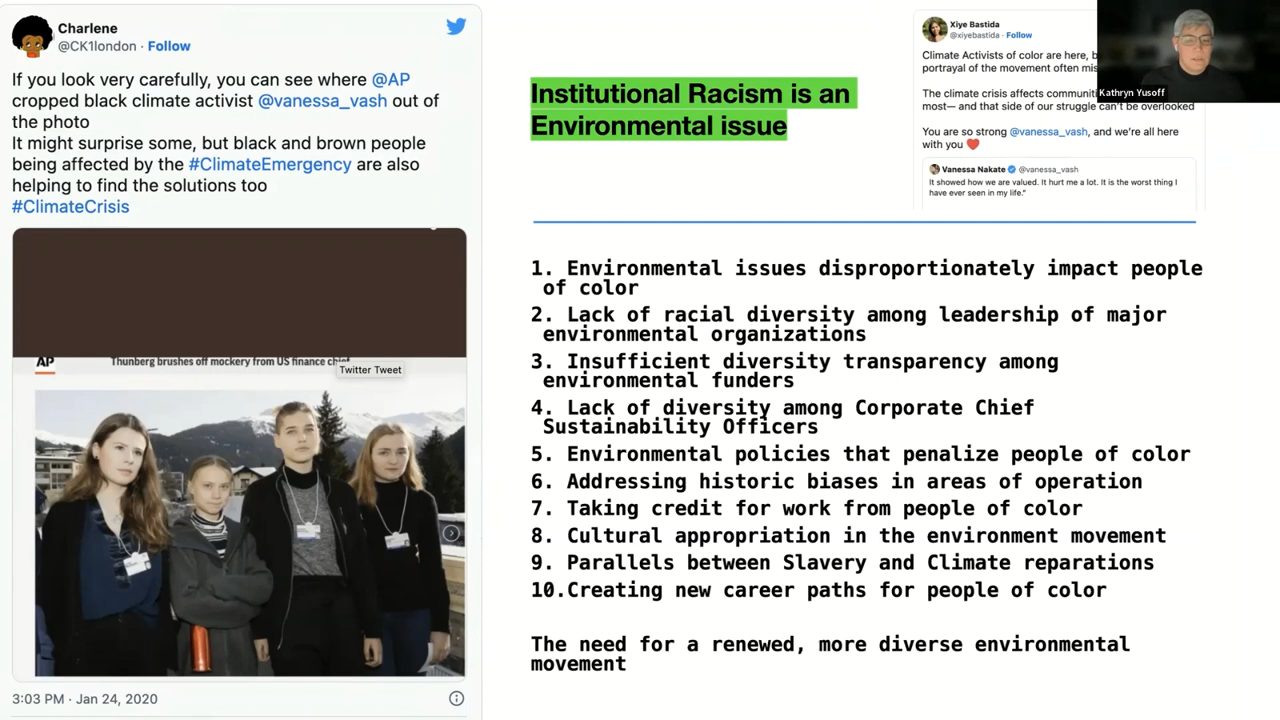 Charlene
@CK1london · Follow
If you look very carefully, you can see where @AP
cropped black climate activist @vanessa_vash out of
the photo
It might surprise some, but black and brown people
being affected by the #ClimateEmergency are also
helping to find the solutions too
#ClimateCrisis
AP
Thunberg brushes off mockery from US finance chief
Twitter Tweet
3:03 PM · Jan 24, 2020
Institutional Racism is an
Environmental issue
Xiye Bastida
@xiyebastida · Follow
Climate Activists of color are here, b
portrayal of the movement often mis
The climate crisis affects communiti
most— and that side of our struggle can't be overlooked
You are so strong @vanessa_vash, and we're all here
with you ❤️
Vanessa Nakate @vanessa_vash
It showed how we are valued. It hurt me a lot. It is the worst thing I
have ever seen in my life."
Kathryn Yusoff
1. Environmental issues disproportionately impact people
of color
2. Lack of racial diversity among leadership of major
environmental organizations
3. Insufficient diversity transparency among
environmental funders
4. Lack of diversity among Corporate Chief
Sustainability Officers
5. Environmental policies that penalize people of color
6. Addressing historic biases in areas of operation
7. Taking credit for work from people of color
8. Cultural appropriation in the environment movement
9. Parallels between Slavery and Climate reparations
10.Creating new career paths for people of color
The need for a renewed, more diverse environmental
movement